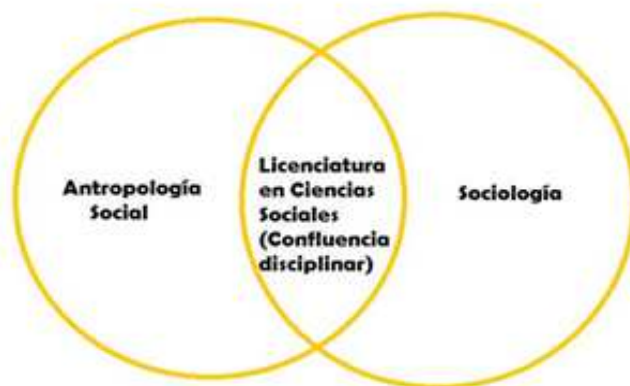 Antropología
Social
Licenciatura
en Ciencias
Sociales
(Confluencia
disciplinar)
Sociología